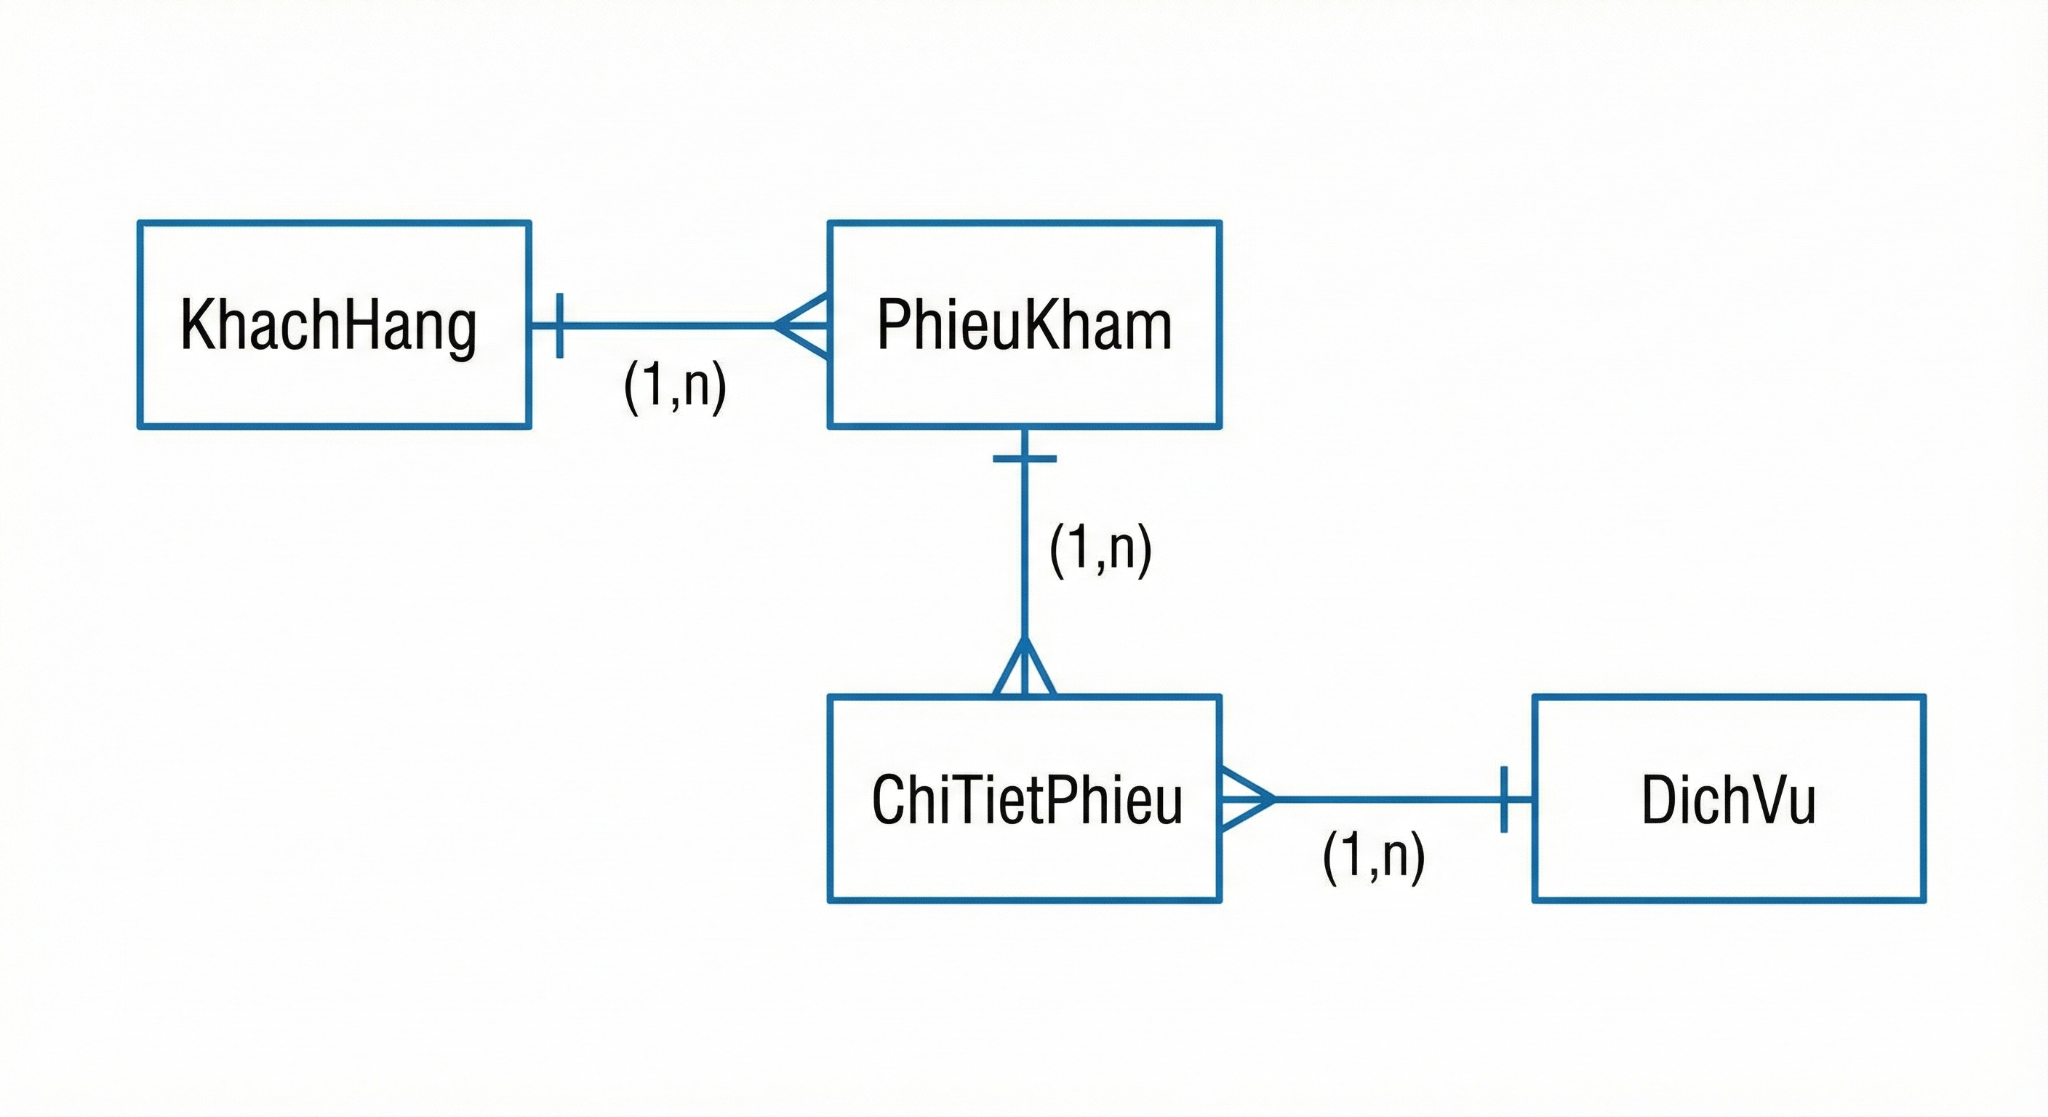 KhachHang
PhieuKham
(1,n)
(1,n)
ChiTietPhieu
DichVu
(1,n)